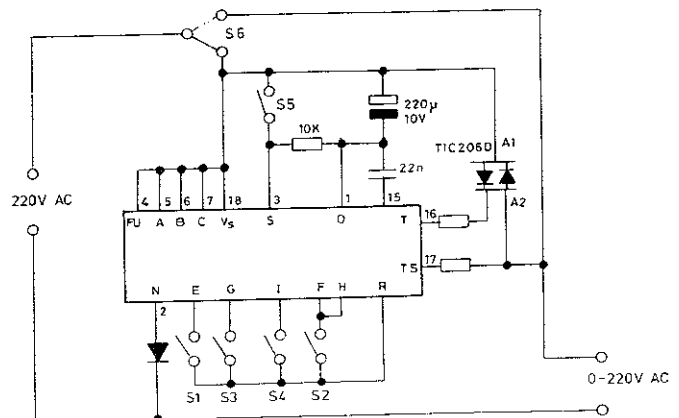 S6
S5
220µ
10V
10K
22n
TIC206D
A1
A2
220V AC
4 5 6 7 18 3 1 15
FU A B C Vs S O T
16
17
TS
N E G I F H R
2
S1 S3 S4 S2
0-220V AC